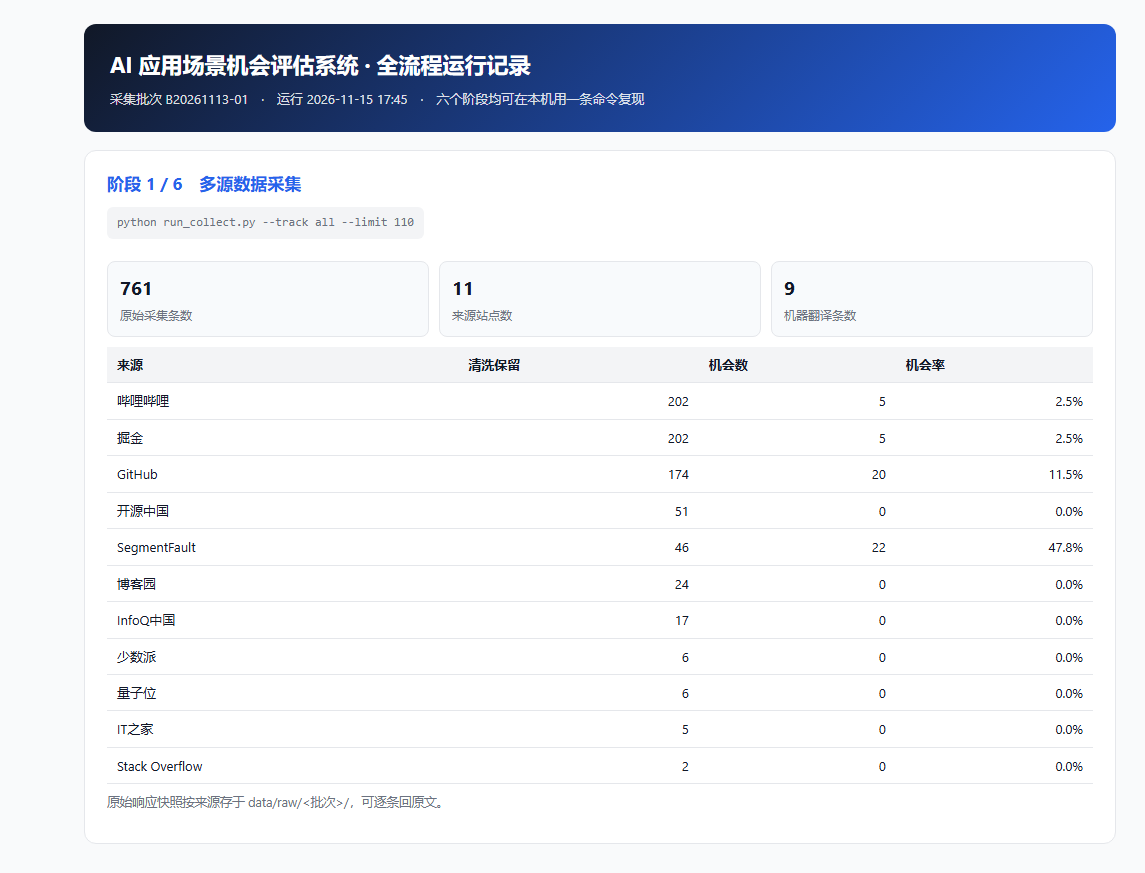 AI 应用场景机会评估系统 · 全流程运行记录
采集批次 B20261113-01 · 运行 2026-11-15 17:45 · 六个阶段均可在本机用一条命令复现
阶段 1 / 6 多源数据采集
python run_collect.py --track all --limit 110
761 11 9
原始采集条数 来源站点数 机器翻译条数
来源 清洗保留 机会数 机会率
哔哩哔哩 202 5 2.5%
掘金 202 5 2.5%
GitHub 174 20 11.5%
开源中国 51 0 0.0%
SegmentFault 46 22 47.8%
博客园 24 0 0.0%
InfoQ中国 17 0 0.0%
少数派 6 0 0.0%
量子位 6 0 0.0%
IT之家 5 0 0.0%
Stack Overflow 2 0 0.0%
原始响应快照按来源存于 data/raw/<批次>/，可逐条回原文。